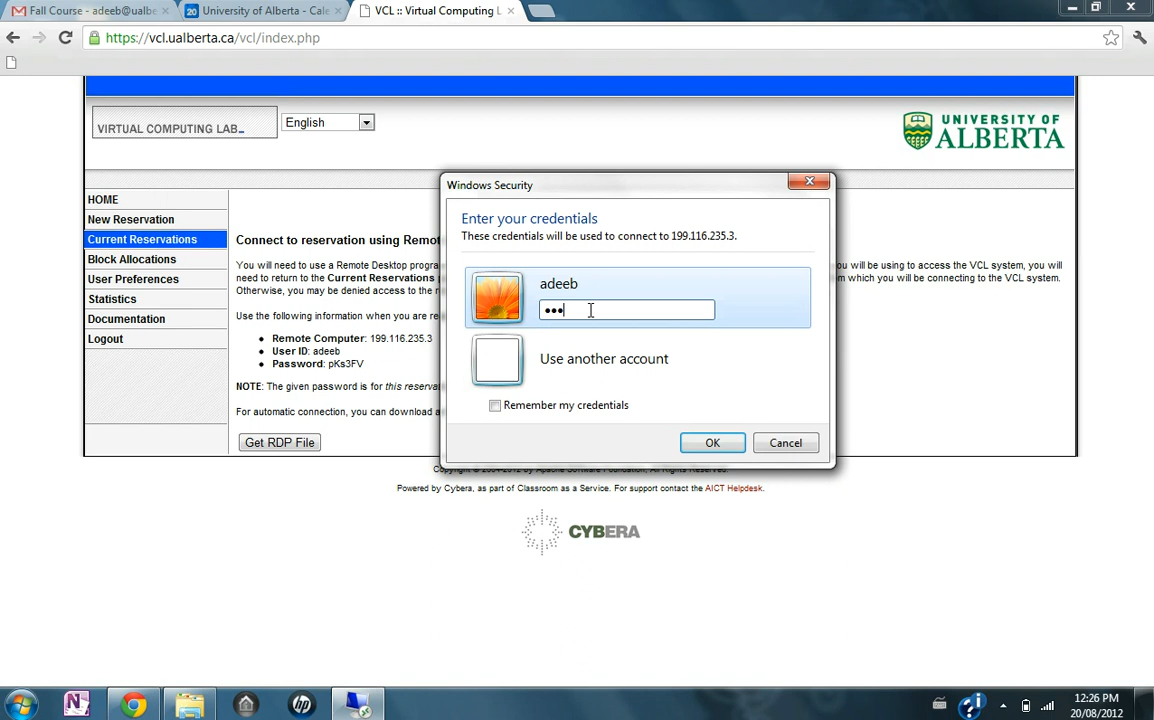 Fall Course - adeeb@ualbe
20 University of Alberta - Cale
VCL :: Virtual Computing L
https://vcl.ualberta.ca/vcl/index.php
VIRTUAL COMPUTING LAB
English
UNIVERSITY OF
ALBERTA
HOME
New Reservation
Current Reservations
Block Allocations
User Preferences
Statistics
Documentation
Logout
Connect to reservation using Remo
You will need to use a Remote Desktop progra
u will be using to access the VCL system, you will
need to return to the Current Reservations
m which you will be connecting to the VCL system.
Otherwise, you may be denied access to the r
Use the following information when you are re
Remote Computer: 199.116.235.3
User ID: adeeb
Password: pKs3FV
NOTE: The given password is for this reserva
For automatic connection, you can download a
Get RDP File
Windows Security
Enter your credentials
These credentials will be used to connect to 199.116.235.3.
adeeb
•••
Use another account
Remember my credentials
OK
Cancel
Powered by Cybera, as part of Classroom as a Service. For support contact the AICT Helpdesk.
CYBERA
hp
12:26 PM
20/08/2012